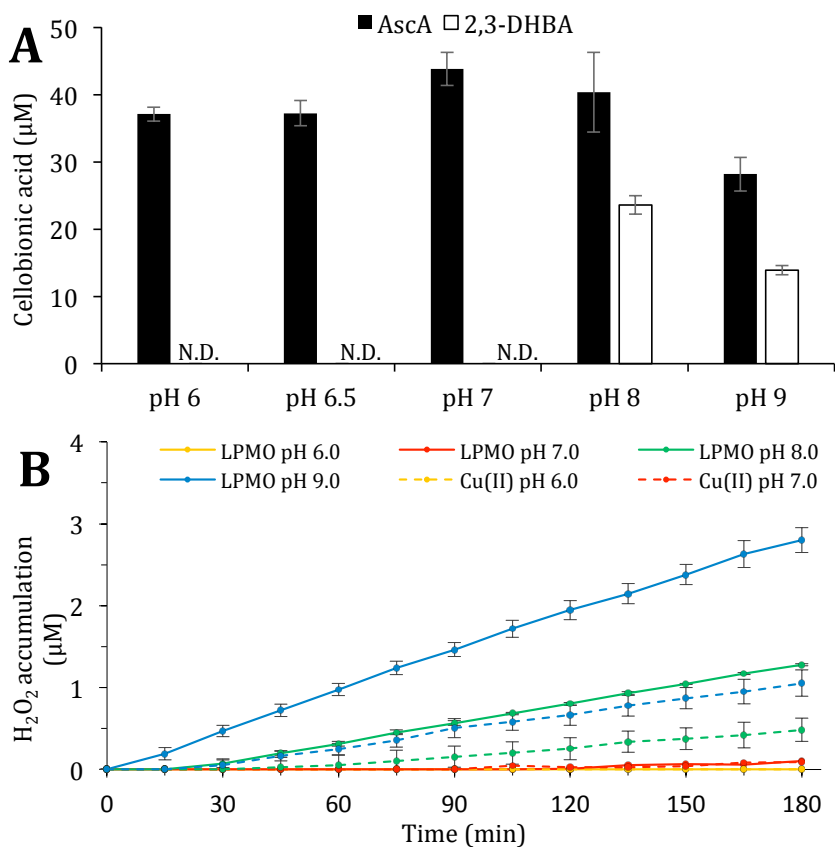 A
AscA 2,3-DHBA
Cellobionic acid (µM)
50
40
30
20
10
0
N.D. N.D. N.D.
pH 6 pH 6.5 pH 7 pH 8 pH 9
B
LPMO pH 6.0 LPMO pH 7.0 LPMO pH 8.0
LPMO pH 9.0 Cu(II) pH 6.0 Cu(II) pH 7.0
H₂O₂ accumulation
(µM)
4
3
2
1
0
0 30 60 90 120 150 180
Time (min)